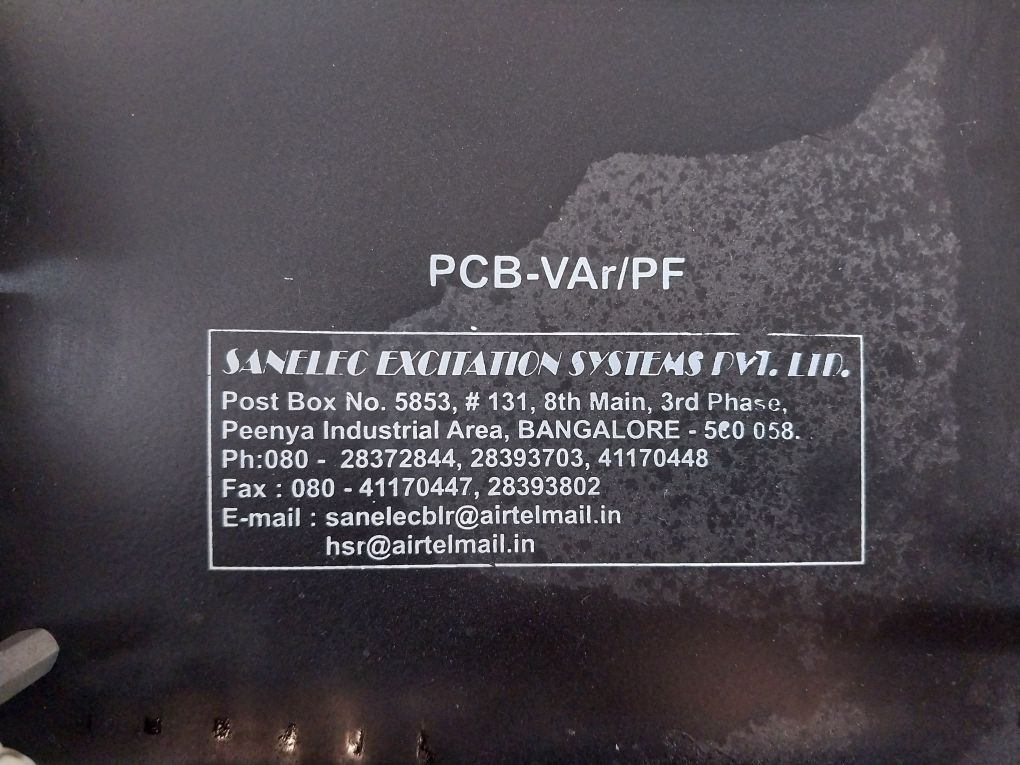 PCB-VAr/PF
SANELEC EXCITATION SYSTEMS PVT. LTD.
Post Box No. 5853, # 131, 8th Main, 3rd Phase,
Peenya Industrial Area, BANGALORE - 560 058.
Ph:080 - 28372844, 28393703, 41170448
Fax : 080 - 41170447, 28393802
E-mail : sanelecblr@airtelmail.in
hsr@airtelmail.in